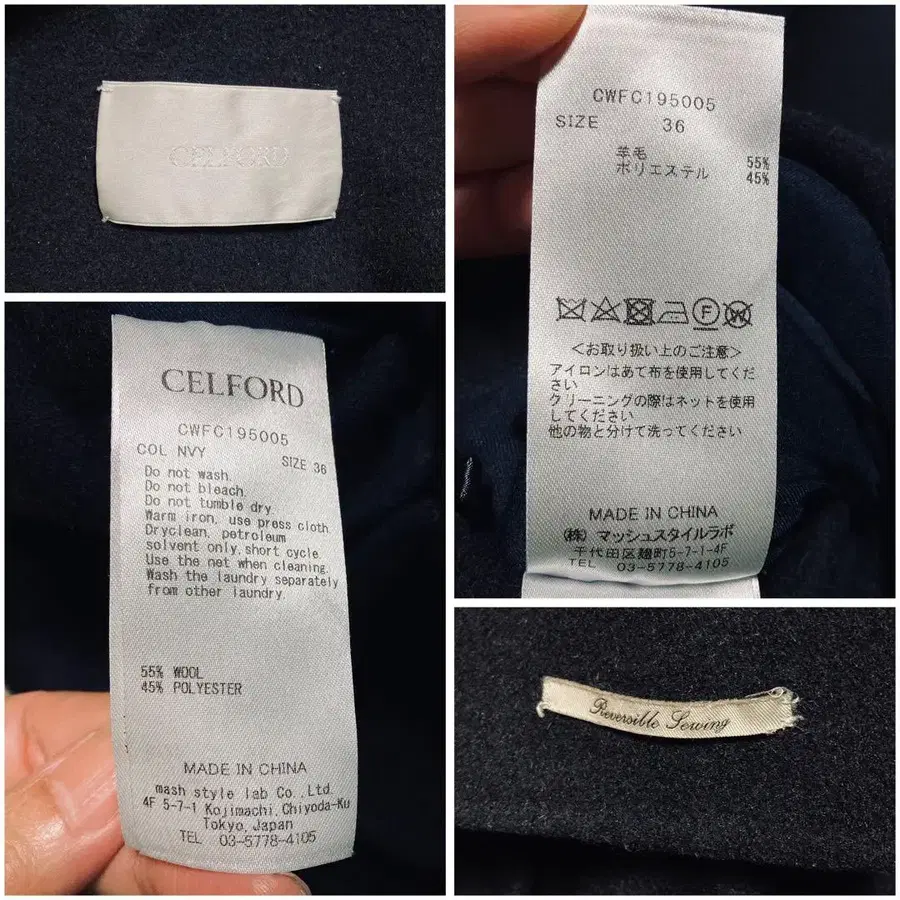 CELFORD
CWFC195005
SIZE 36
羊毛 55%
ポリエステル 45%
F
<お取り扱い上のご注意>
アイロンはあて布を使用してくだ
さい
クリーニングの際はネットを使用
してください
他の物と分けて洗ってください
MADE IN CHINA
(株) マッシュスタイルラボ
千代田区麹町5-7-1-4F
TEL 03-5778-4105
CELFORD
CWFC195005
COL NVY SIZE 36
Do not wash.
Do not bleach.
Do not tumble dry.
Warm iron, use press cloth.
Dryclean, petroleum
solvent only, short cycle.
Use the net when cleaning.
Wash the laundry separately
from other laundry.
55% WOOL
45% POLYESTER
MADE IN CHINA
mash style lab Co.,Ltd.
4F 5-7-1 Kojimachi,Chiyoda-Ku
Tokyo,Japan
TEL 03-5778-4105
Reversible Sewing